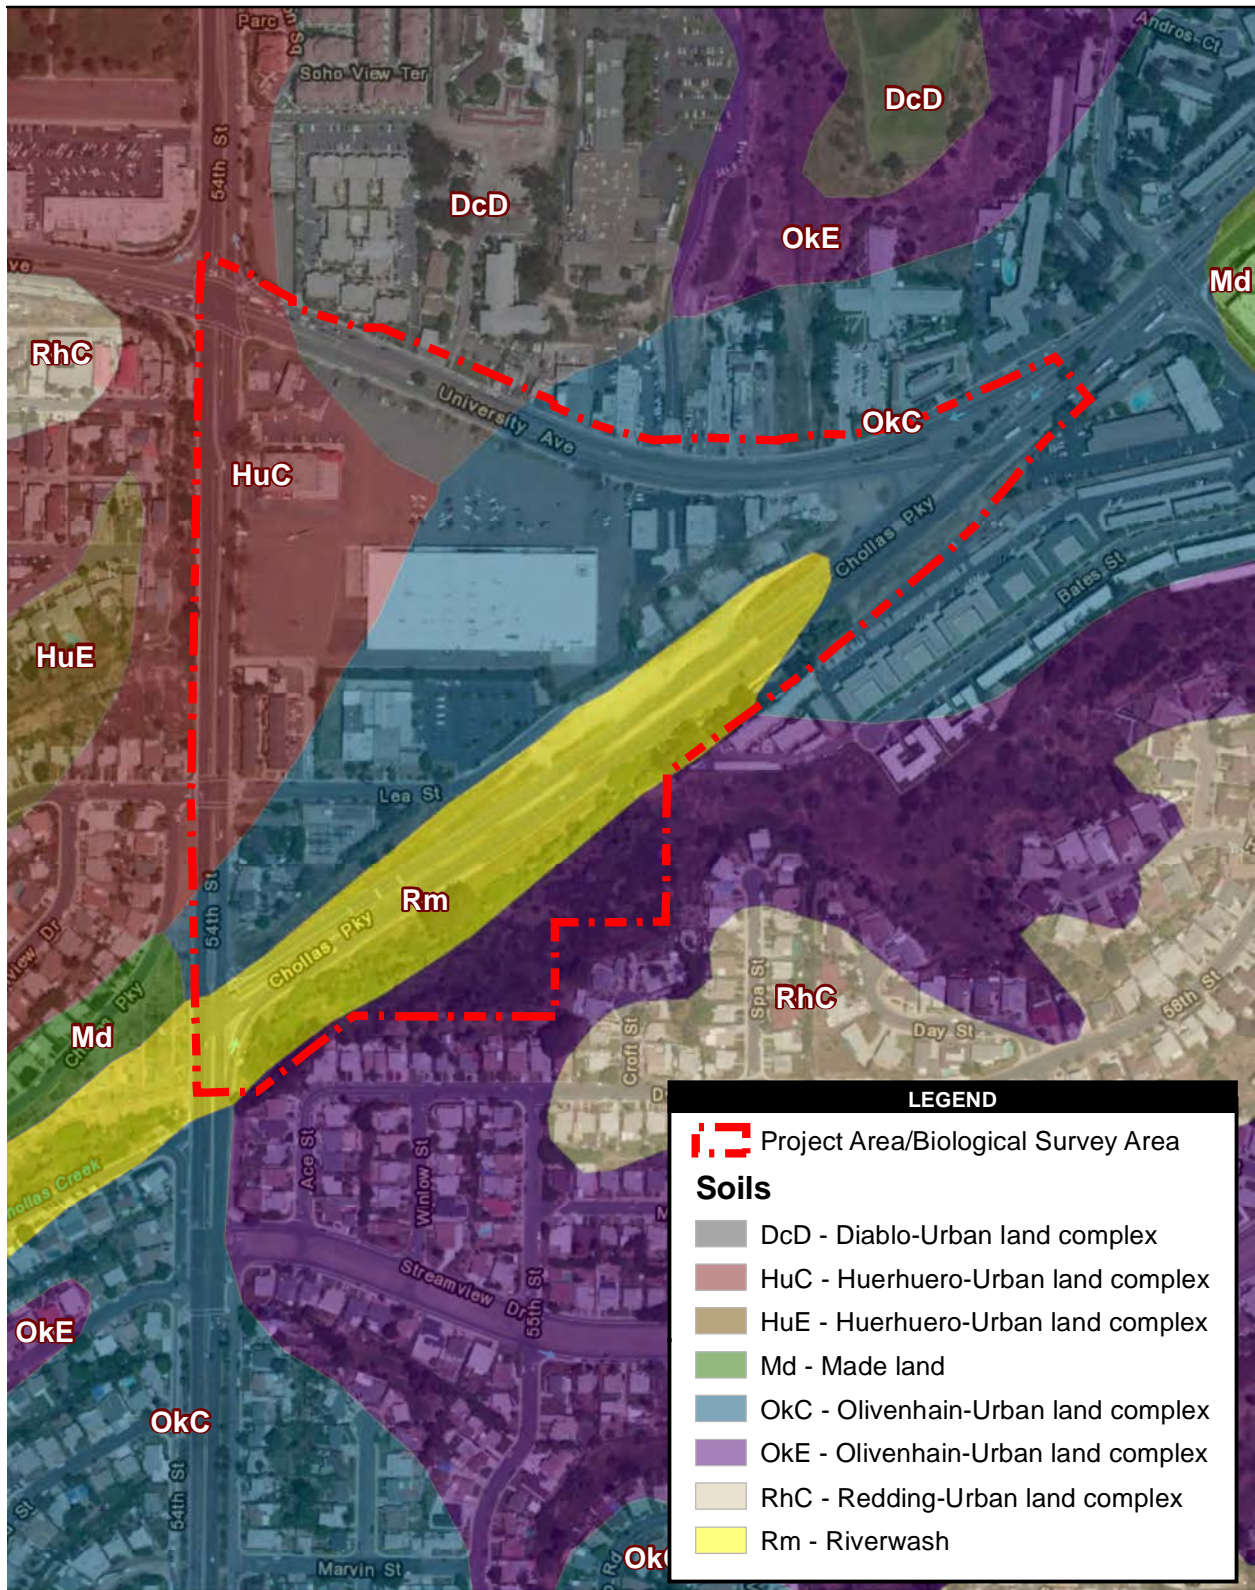 Parc
Soho View Ter
Andros Ct
54th St
DcD
DcD
OkE
Md
ve
RhC
University Ave
OkC
HuC
Chollas Pky
Bates St
HuE
Lea St
54th St
Rm
Chollas Pky
view Dr
Md
RhC
Spa St
Croft St
Day St
58th St
Ace St
Winlow St
Streamview Dr
55th St
OkE
OkC
54th St
Marvin St
LEGEND
Project Area/Biological Survey Area
Soils
DcD - Diablo-Urban land complex
HuC - Huerhuero-Urban land complex
HuE - Huerhuero-Urban land complex
Md - Made land
OkC - Olivenhain-Urban land complex
OkE - Olivenhain-Urban land complex
RhC - Redding-Urban land complex
Rm - Riverwash